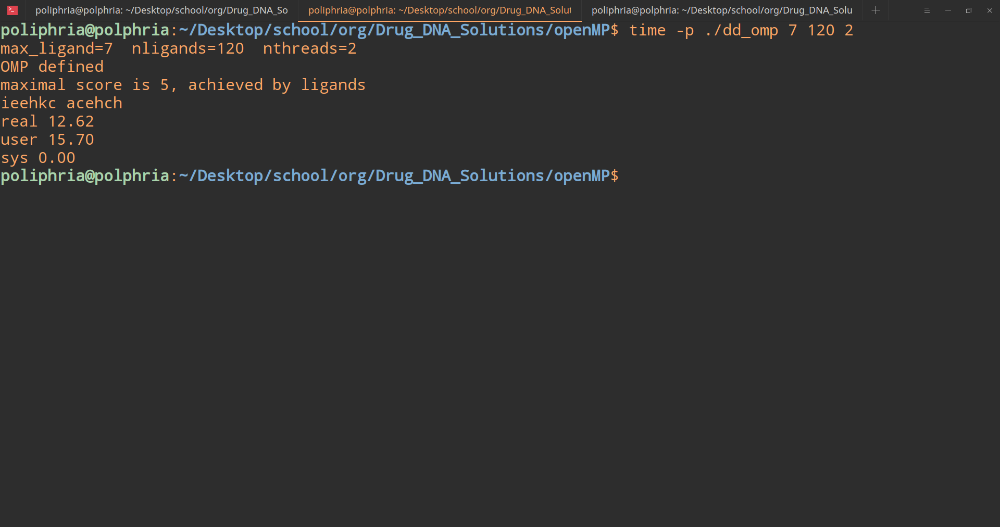 poliphria@polphria: ~/Desktop/school/org/Drug_DNA_So
poliphria@polphria: ~/Desktop/school/org/Drug_DNA_Solut
poliphria@polphria: ~/Desktop/school/org/Drug_DNA_Solu
poliphria@polphria:~/Desktop/school/org/Drug_DNA_Solutions/openMP$ time -p ./dd_omp 7 120 2
max_ligand=7  nligands=120  nthreads=2
OMP defined
maximal score is 5, achieved by ligands
ieehkc acehch
real 12.62
user 15.70
sys 0.00
poliphria@polphria:~/Desktop/school/org/Drug_DNA_Solutions/openMP$